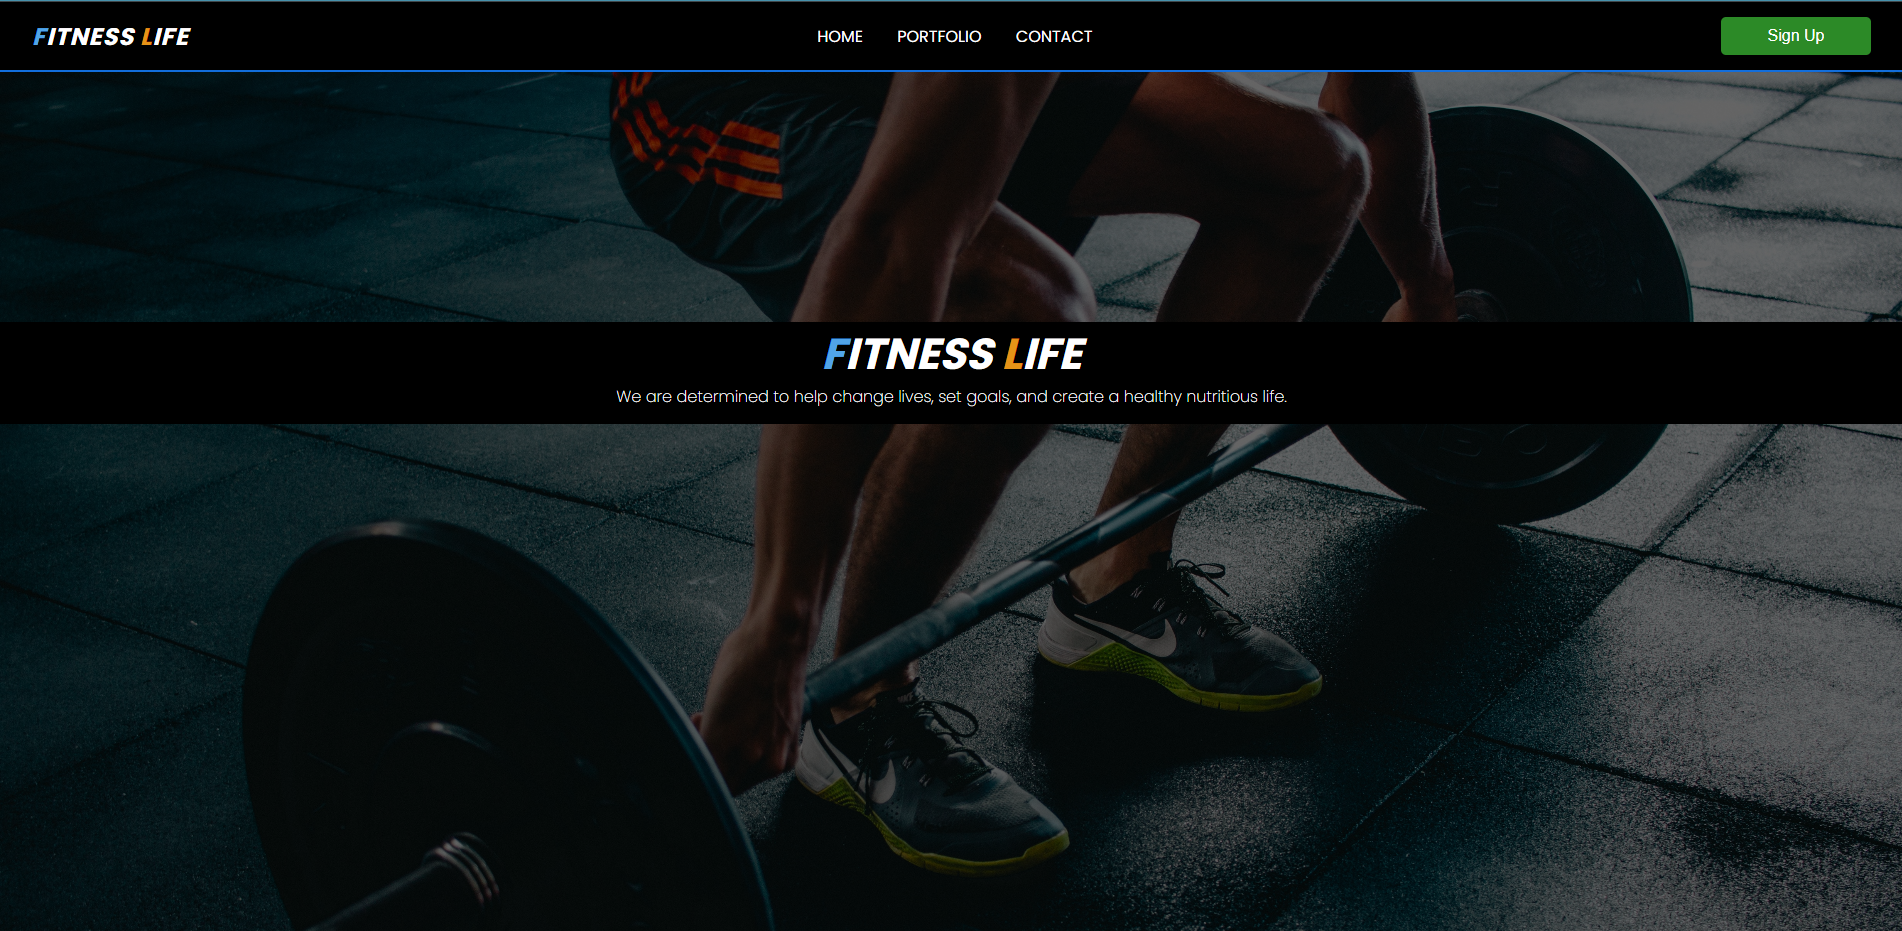 FITNESS LIFE
HOME PORTFOLIO CONTACT
Sign Up
FITNESS LIFE
We are determined to help change lives, set goals, and create a healthy nutritious life.